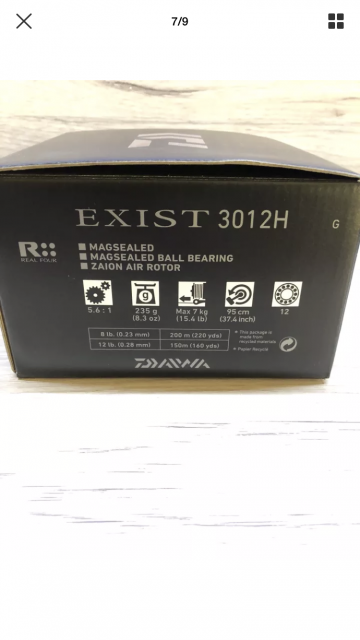 7/9
EXIST 3012H
G
R
REAL FOUR
MAGSEALED
MAGSEALED BALL BEARING
ZAION AIR ROTOR
g
5.6 : 1
235 g
(8.3 oz)
Max 7 kg
(15.4 lb)
95 cm
(37.4 inch)
12
8 lb. (0.23 mm) 200 m (220 yds)
12 lb. (0.28 mm) 150m (160 yds)
• This package is
made from
recycled materials
• Papier Recyclé
DAIWA